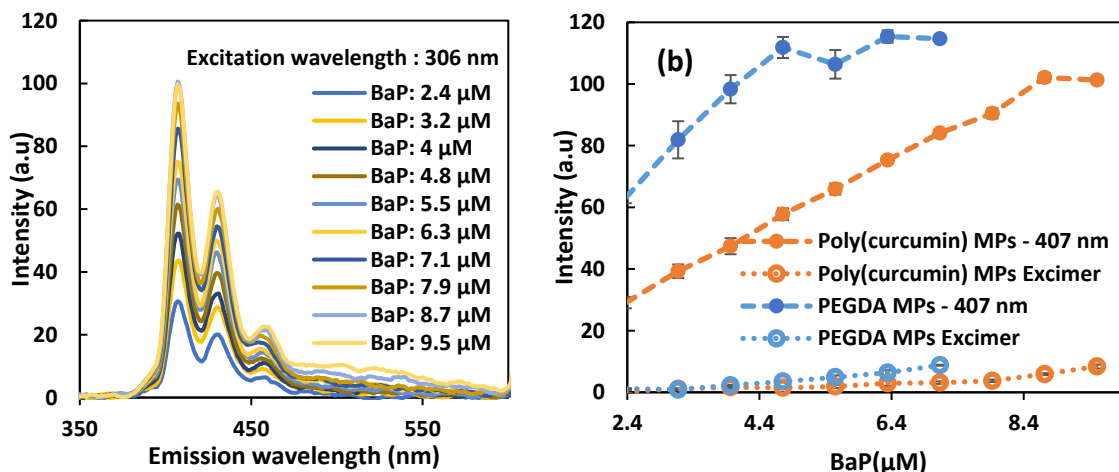 120
100
80
60
40
20
0
Intensity (a.u)
Excitation wavelength : 306 nm
BaP: 2.4 µM
BaP: 3.2 µM
BaP: 4 µM
BaP: 4.8 µM
BaP: 5.5 µM
BaP: 6.3 µM
BaP: 7.1 µM
BaP: 7.9 µM
BaP: 8.7 µM
BaP: 9.5 µM
350 450 550
Emission wavelength (nm)
120
100
80
60
40
20
0
Intensity (a.u)
(b)
Poly(curcumin) MPs - 407 nm
Poly(curcumin) MPs Excimer
PEGDA MPs - 407 nm
PEGDA MPs Excimer
2.4 4.4 6.4 8.4
BaP(µM)